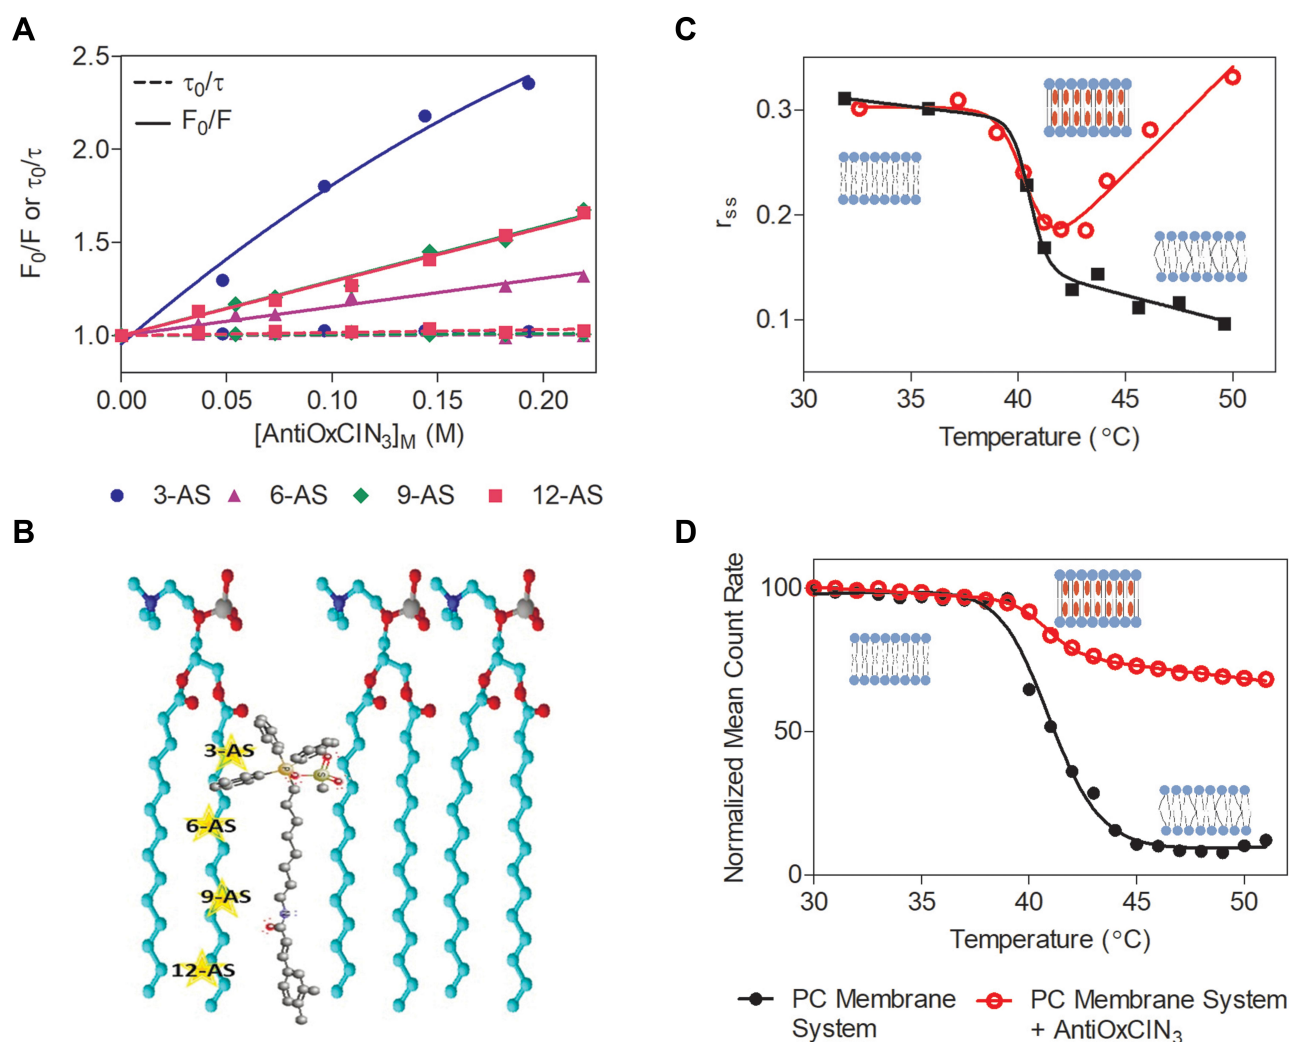 A
2.5
2.0
1.5
1.0
F0/F or τ0/τ
τ0/τ
F0/F
0.00 0.05 0.10 0.15 0.20
[AntiOxCIN3]M (M)
3-AS 6-AS 9-AS 12-AS
B
3-AS
6-AS
9-AS
12-AS
C
0.3
0.2
0.1
rss
30 35 40 45 50
Temperature (°C)
D
100
50
0
Normalized Mean Count Rate
30 35 40 45 50
Temperature (°C)
PC Membrane System
PC Membrane System + AntiOxCIN3